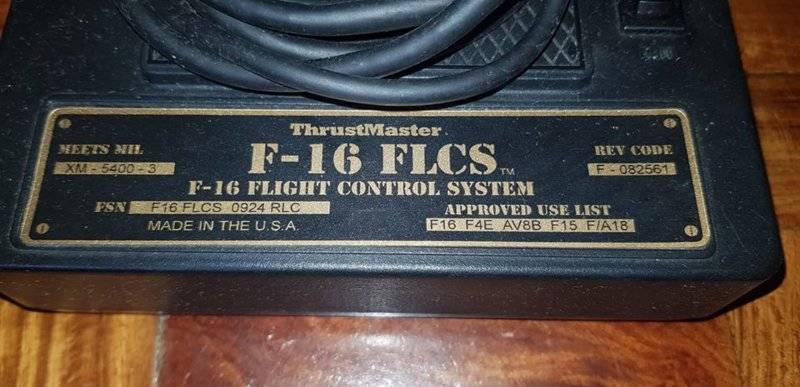 ThrustMaster
MEETS MIL
XM - 5400 - 3
F-16 FLCS™
REV CODE
F - 082561
F-16 FLIGHT CONTROL SYSTEM
FSN F16 FLCS 0924 RLC
APPROVED USE LIST
MADE IN THE U.S.A.
F16 F4E AV8B F15 F/A18